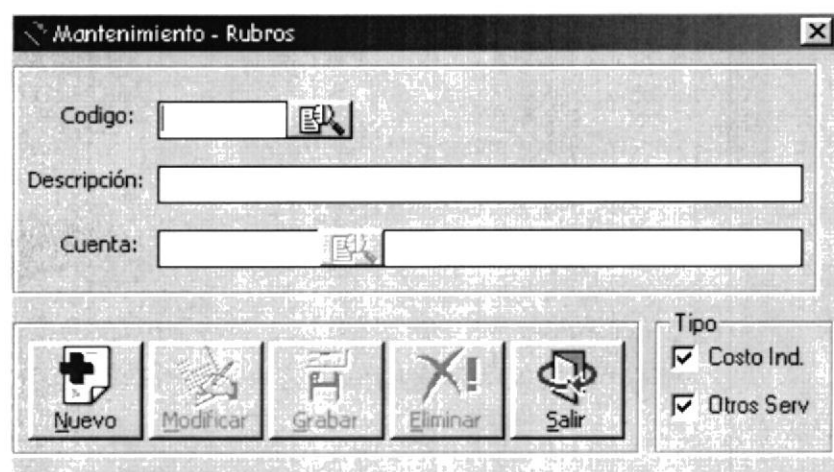 Mantenimiento - Rubros
Codigo:
Descripción:
Cuenta:
Nuevo
Modificar
Grabar
Eliminar
Salir
Tipo
Costo Ind.
Otros Serv